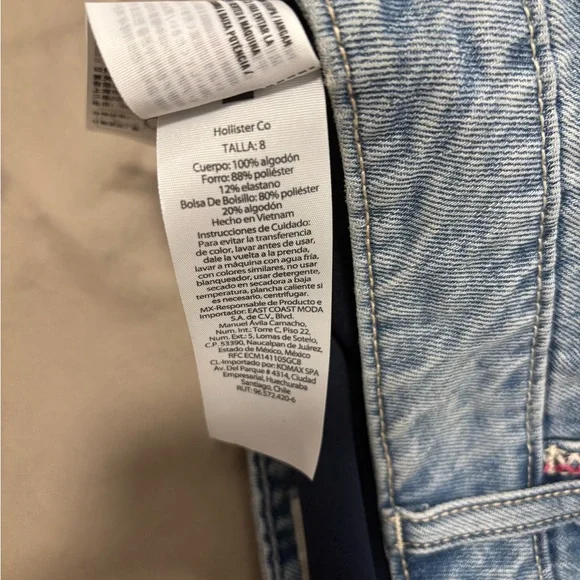 Hollister Co
TALLA: 8
Cuerpo: 100% algodón
Forro: 88% poliéster
12% elastano
Bolsa De Bolsillo: 80% poliéster
20% algodón
Hecho en Vietnam
Instrucciones de Cuidado:
Para evitar la transferencia
de color, lavar antes de usar,
dale la vuelta a la prenda,
lavar a máquina con agua fría,
con colores similares, no usar
blanqueador, usar detergente,
secado en secadora a baja
temperatura, plancha caliente si
es necesario, centrifugar.
MX-Responsable de Producto e
Importador: EAST COAST MODA
S.A. de C.V., Blvd.
Manuel Ávila Camacho,
Num. Int: Torre C, Piso 22,
Num. Ext.: 5, Lomas de Sotelo,
C.P. 53390, Naucalpan de Juárez,
Estado de México, México
RFC ECM141105GC8
CL-Importado por: KOMAX SPA
Av. Del Parque # 4314, Ciudad
Empresarial, Huechuraba
Santiago, Chile
RUT: 96.572.420-6